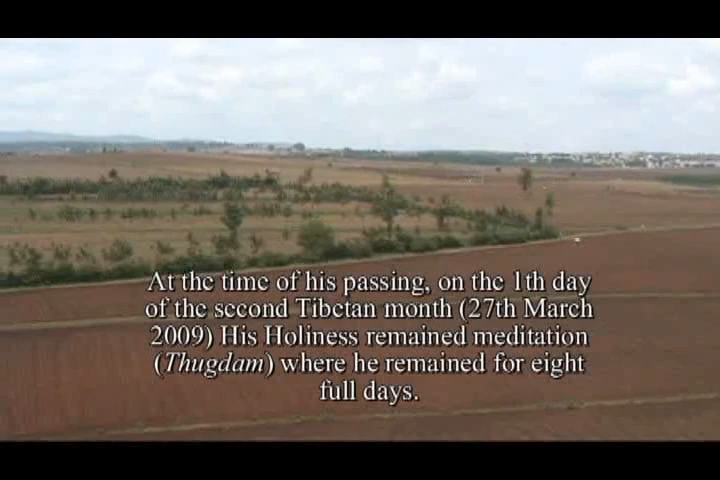 At the time of his passing, on the 1th day
of the second Tibetan month (27th March
2009) His Holiness remained meditation
(Thugdam) where he remained for eight
full days.